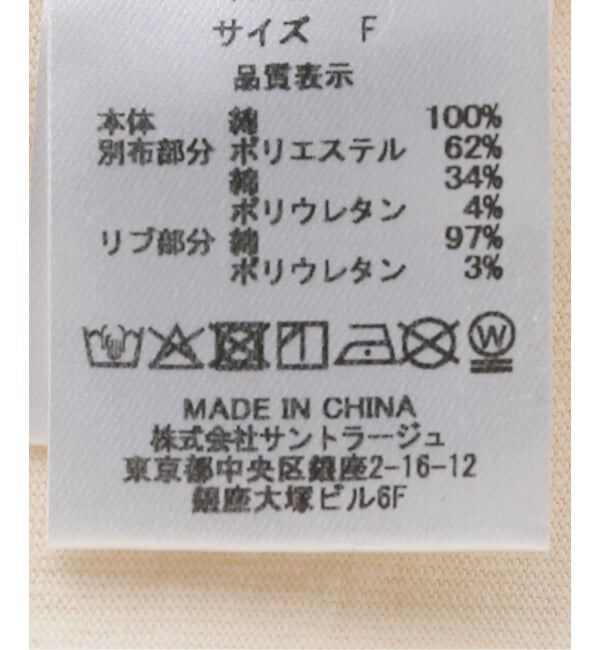 サイズ F
品質表示
本体 綿 100%
別布部分 ポリエステル 62%
綿 34%
ポリウレタン 4%
リブ部分 綿 97%
ポリウレタン 3%
W
MADE IN CHINA
株式会社サントラージュ
東京都中央区銀座2-16-12
銀座大塚ビル6F